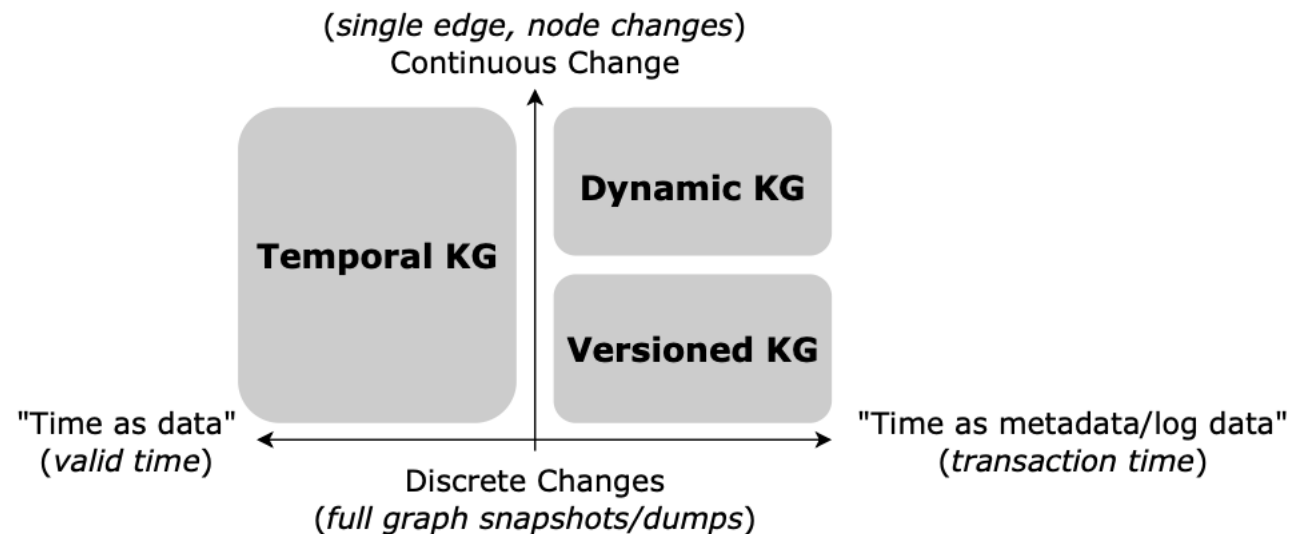 (single edge, node changes)
Continuous Change
Dynamic KG
Temporal KG
Versioned KG
"Time as data"
(valid time)
"Time as metadata/log data"
(transaction time)
Discrete Changes
(full graph snapshots/dumps)